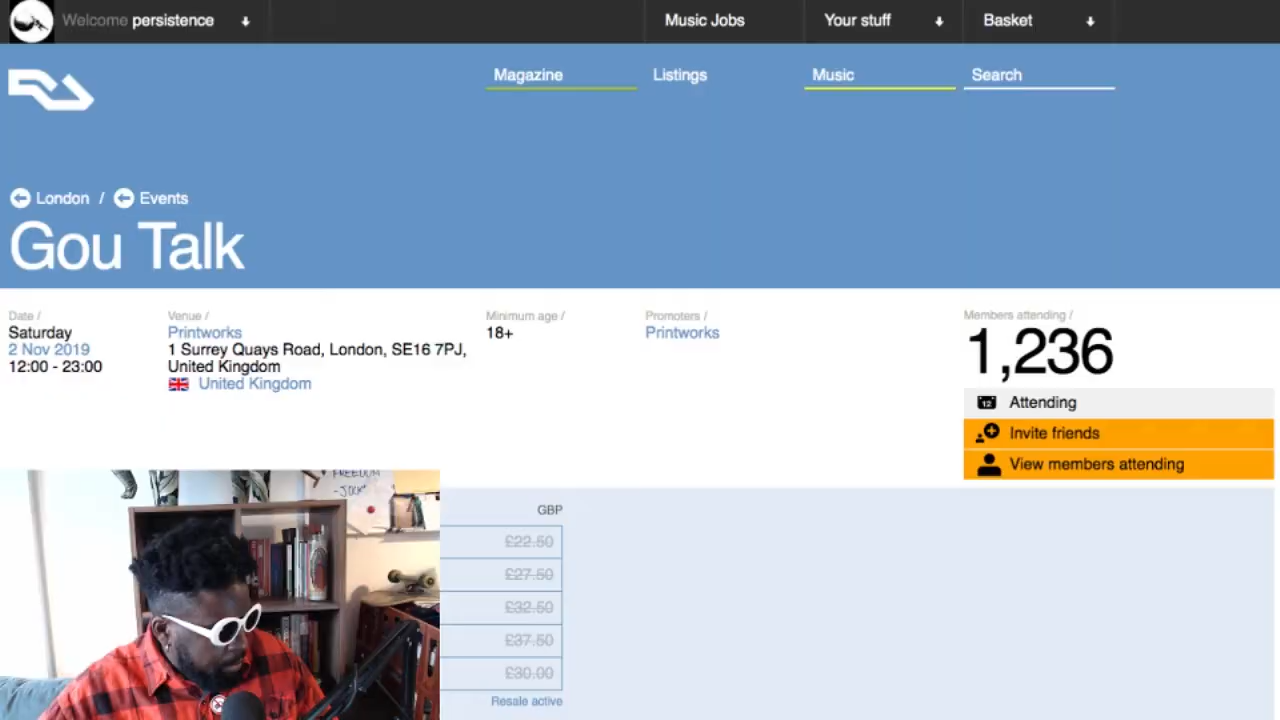 Welcome persistence
Music Jobs
Your stuff
Basket
Magazine
Listings
Music
Search
London / Events
Gou Talk
Date /
Saturday
2 Nov 2019
12:00 - 23:00
Venue /
Printworks
1 Surrey Quays Road, London, SE16 7PJ,
United Kingdom
United Kingdom
Minimum age /
18+
Promoters /
Printworks
Members attending /
1,236
12 Attending
Invite friends
View members attending
FREEDOM
GBP
£22.50
£27.50
£32.50
£37.50
£30.00
Resale active